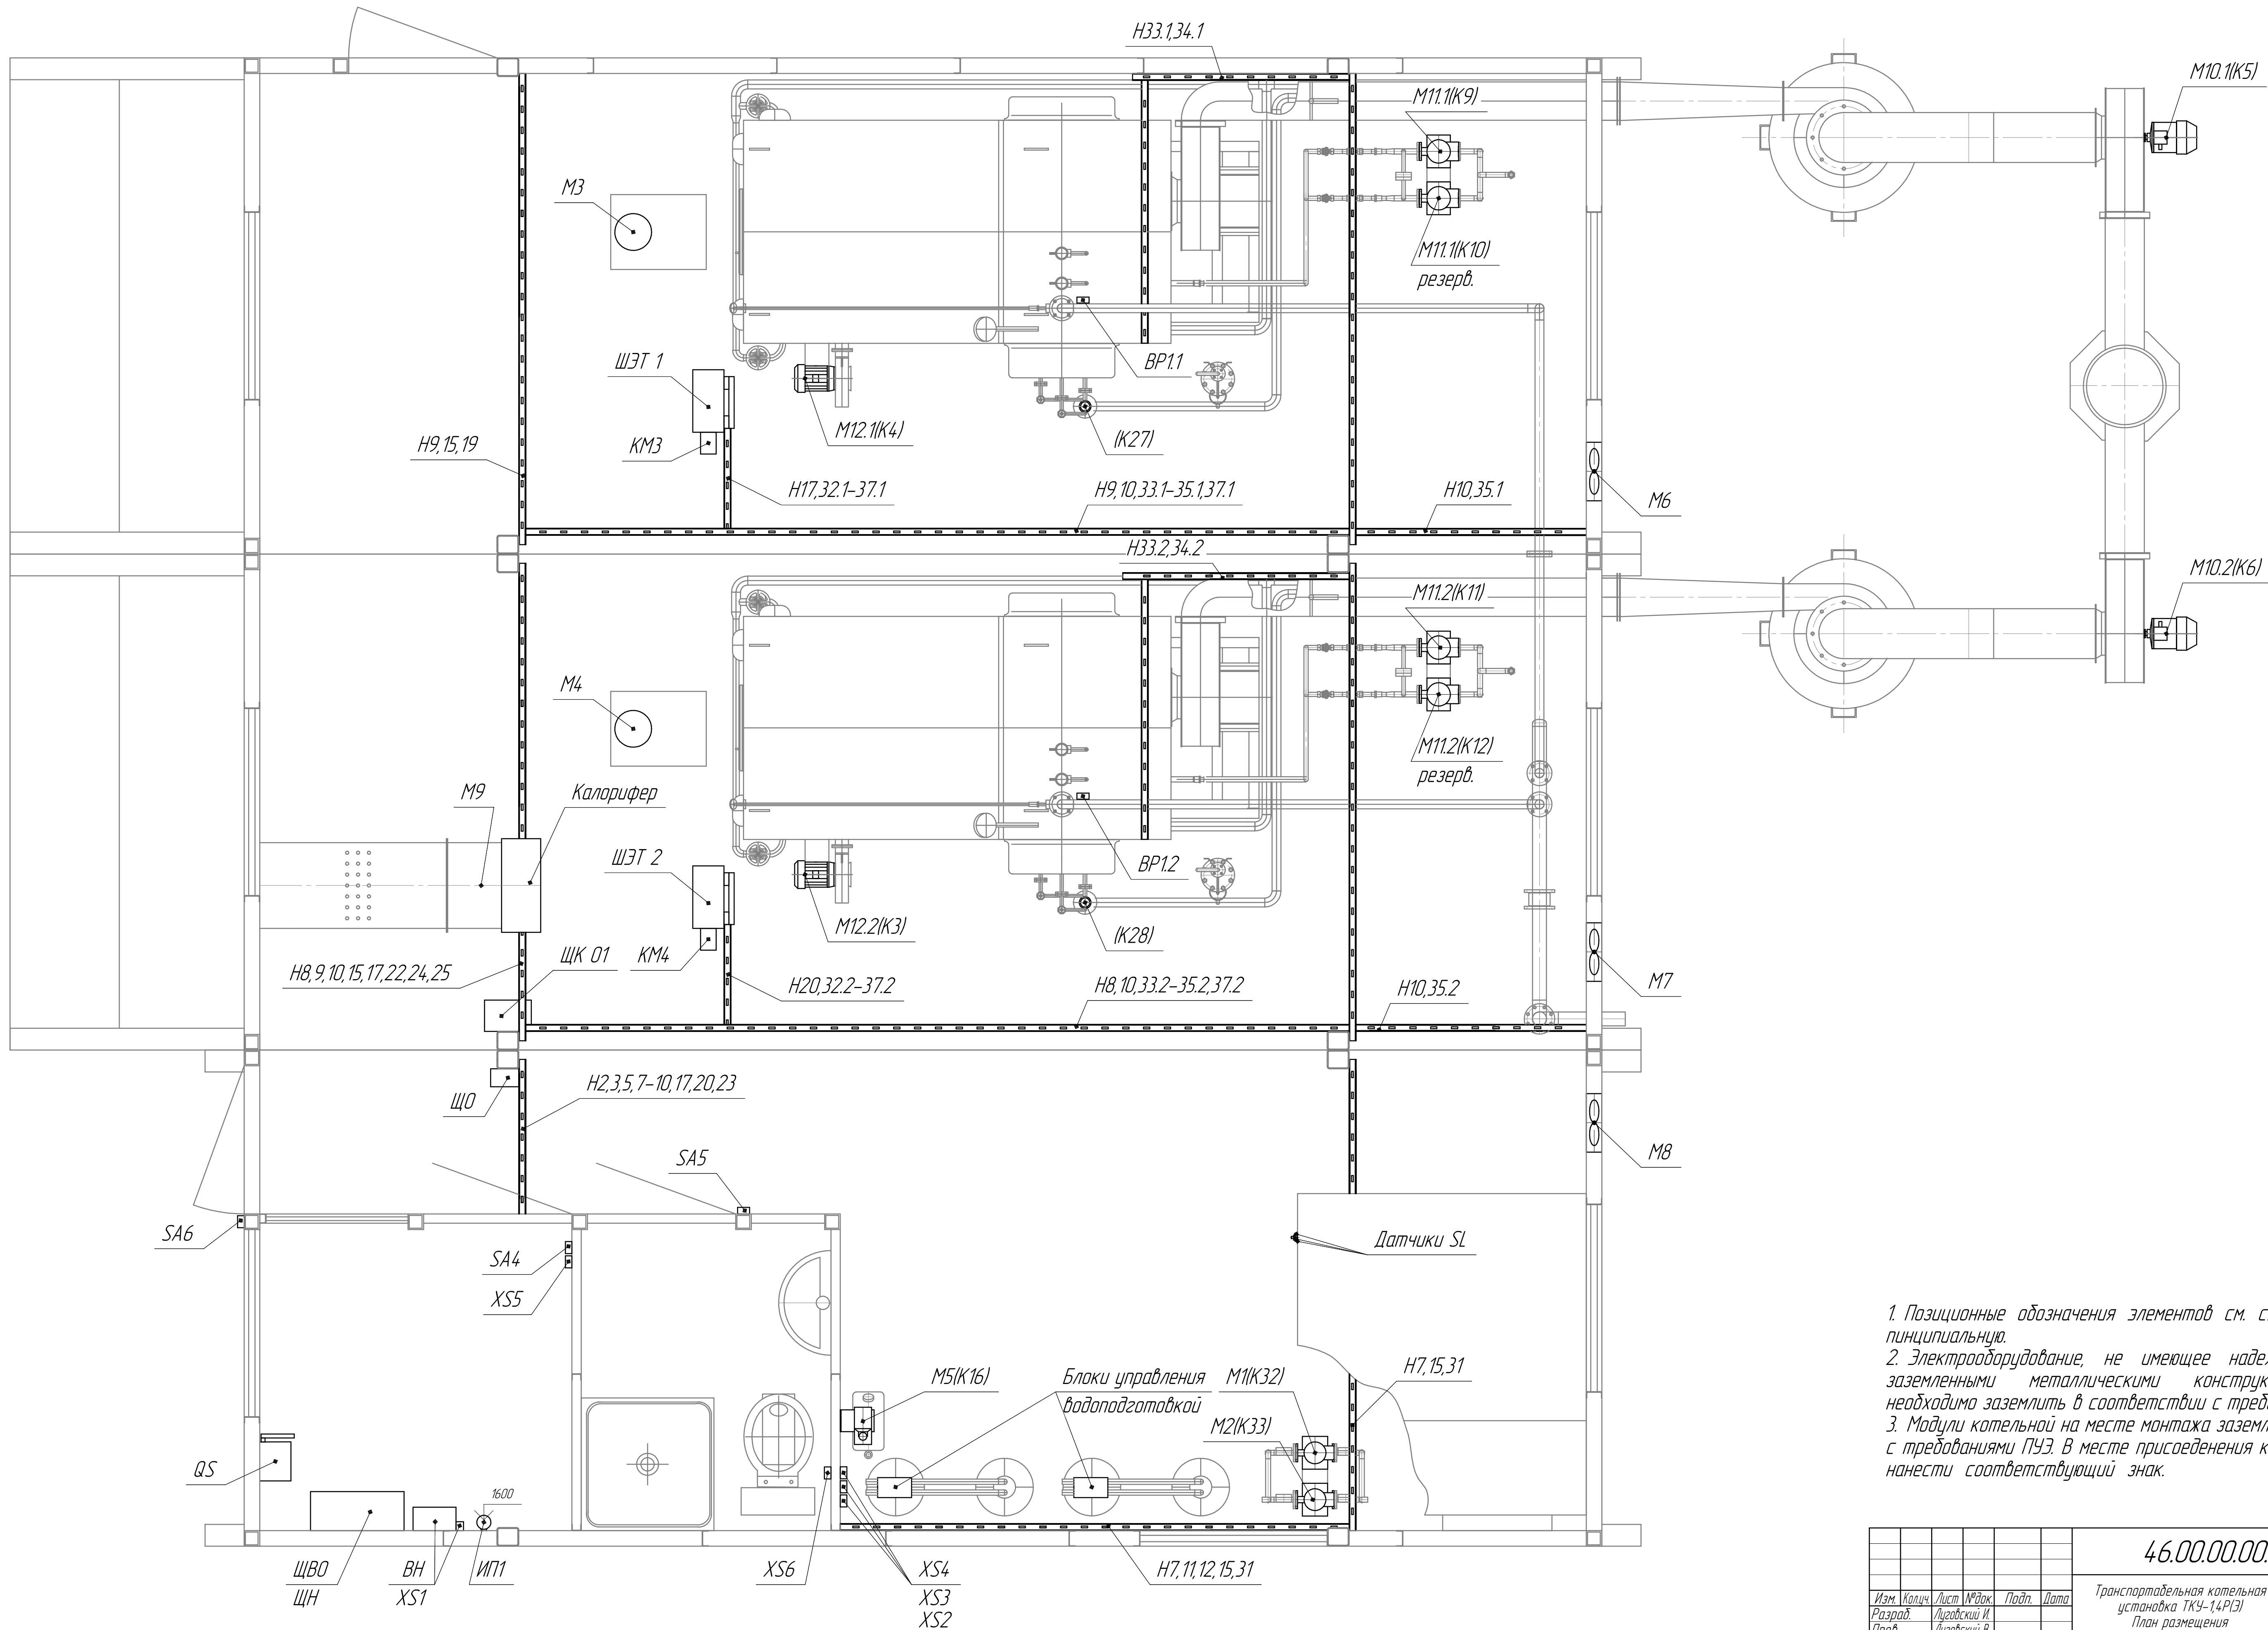 Н33.1,34.1
М10.1(К5)
М11.1(К9)
М3
М11.1(К10)
резерв.
ШЭТ 1
ВР1.1
Н9,15,19
КМ3
М12.1(К4)
(К27)
Н17,32.1-37.1
Н9,10,33.1-35.1,37.1
Н10,35.1
М6
Н33.2,34.2
М10.2(К6)
М11.2(К11)
М4
М11.2(К12)
резерв.
М9
Калорифер
ШЭТ 2
ВР1.2
М12.2(К3)
(К28)
Н8,9,10,15,17,22,24,25
ЩК 01
КМ4
Н20,32.2-37.2
Н8,10,33.2-35.2,37.2
Н10,35.2
М7
Н2,3,5,7-10,17,20,23
ЩО
SA5
М8
SA6
SA4
Датчики SL
XS5
М5(К16)
Блоки управления
водоподготовкой
М1(К32)
Н7,15,31
М2(К33)
QS
1600
ЩВО
ЩН
ВН
XS1
ИП1
XS6
XS4
XS3
XS2
Н7,11,12,15,31
1. Позиционные обозначения элементов см.
пинципиальную.
2. Электрооборудование, не имеющее
заземленными металлическими
необходимо заземлить в соответствии с
3. Модули котельной на месте монтажа
с требованиями ПУЭ. В месте присоеденения
нанести соответствующий знак.
46.00.00.00.
Изм. Кол.уч. Лист №док. Подп. Дата
Разраб. Луговский И.
Транспортабельная котельная
установка ТКУ-1,4Р(Э)
План размещения